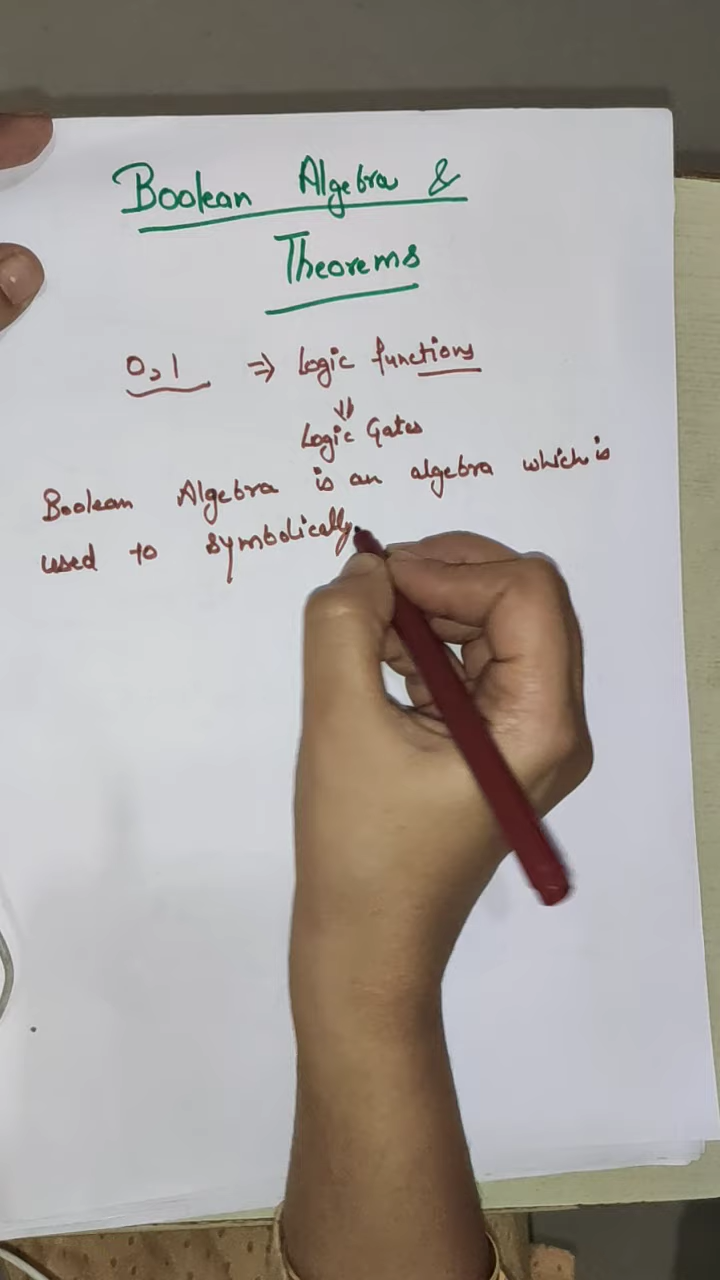 Boolean Algebra &
Theorems
0,1 ⇒ Logic functions
⇓
Logic Gates
Boolean Algebra is an algebra which is
used to symbolically